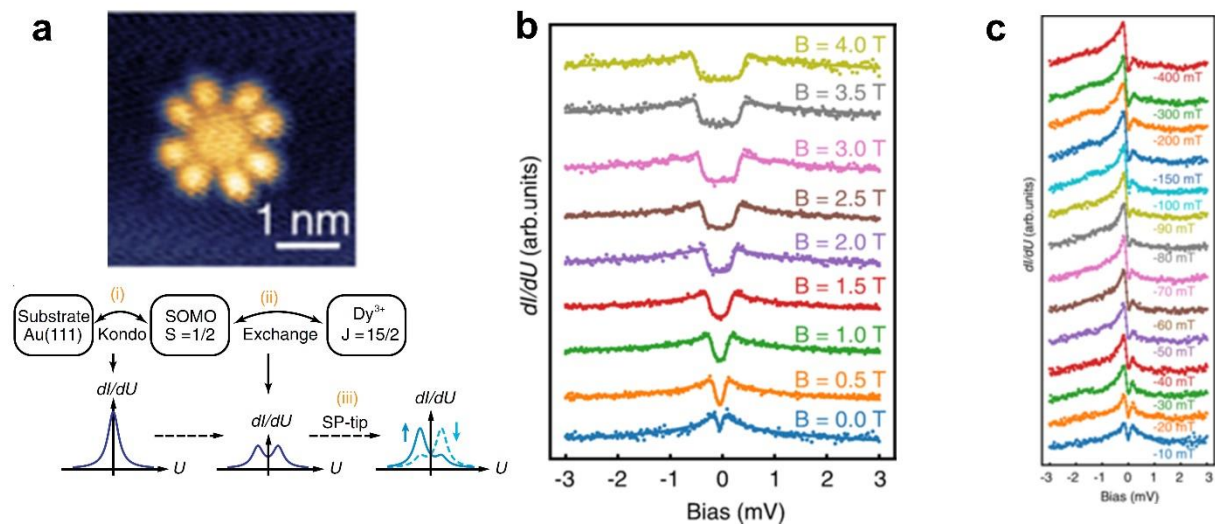 a
1 nm
(i)
(ii)
Substrate
Au(111)
Kondo
SOMO
S =1/2
Exchange
Dy³⁺
J =15/2
dI/dU
U
dI/dU
U
(iii)
SP-tip
dI/dU
U
b
dI/dU (arb.units)
B = 4.0 T
B = 3.5 T
B = 3.0 T
B = 2.5 T
B = 2.0 T
B = 1.5 T
B = 1.0 T
B = 0.5 T
B = 0.0 T
-3 -2 -1 0 1 2 3
Bias (mV)
c
dI/dU (arb.units)
-400 mT
-300 mT
-200 mT
-150 mT
-100 mT
-90 mT
-80 mT
-70 mT
-60 mT
-50 mT
-40 mT
-30 mT
-20 mT
-10 mT
-3 -2 -1 0 1 2 3
Bias (mV)